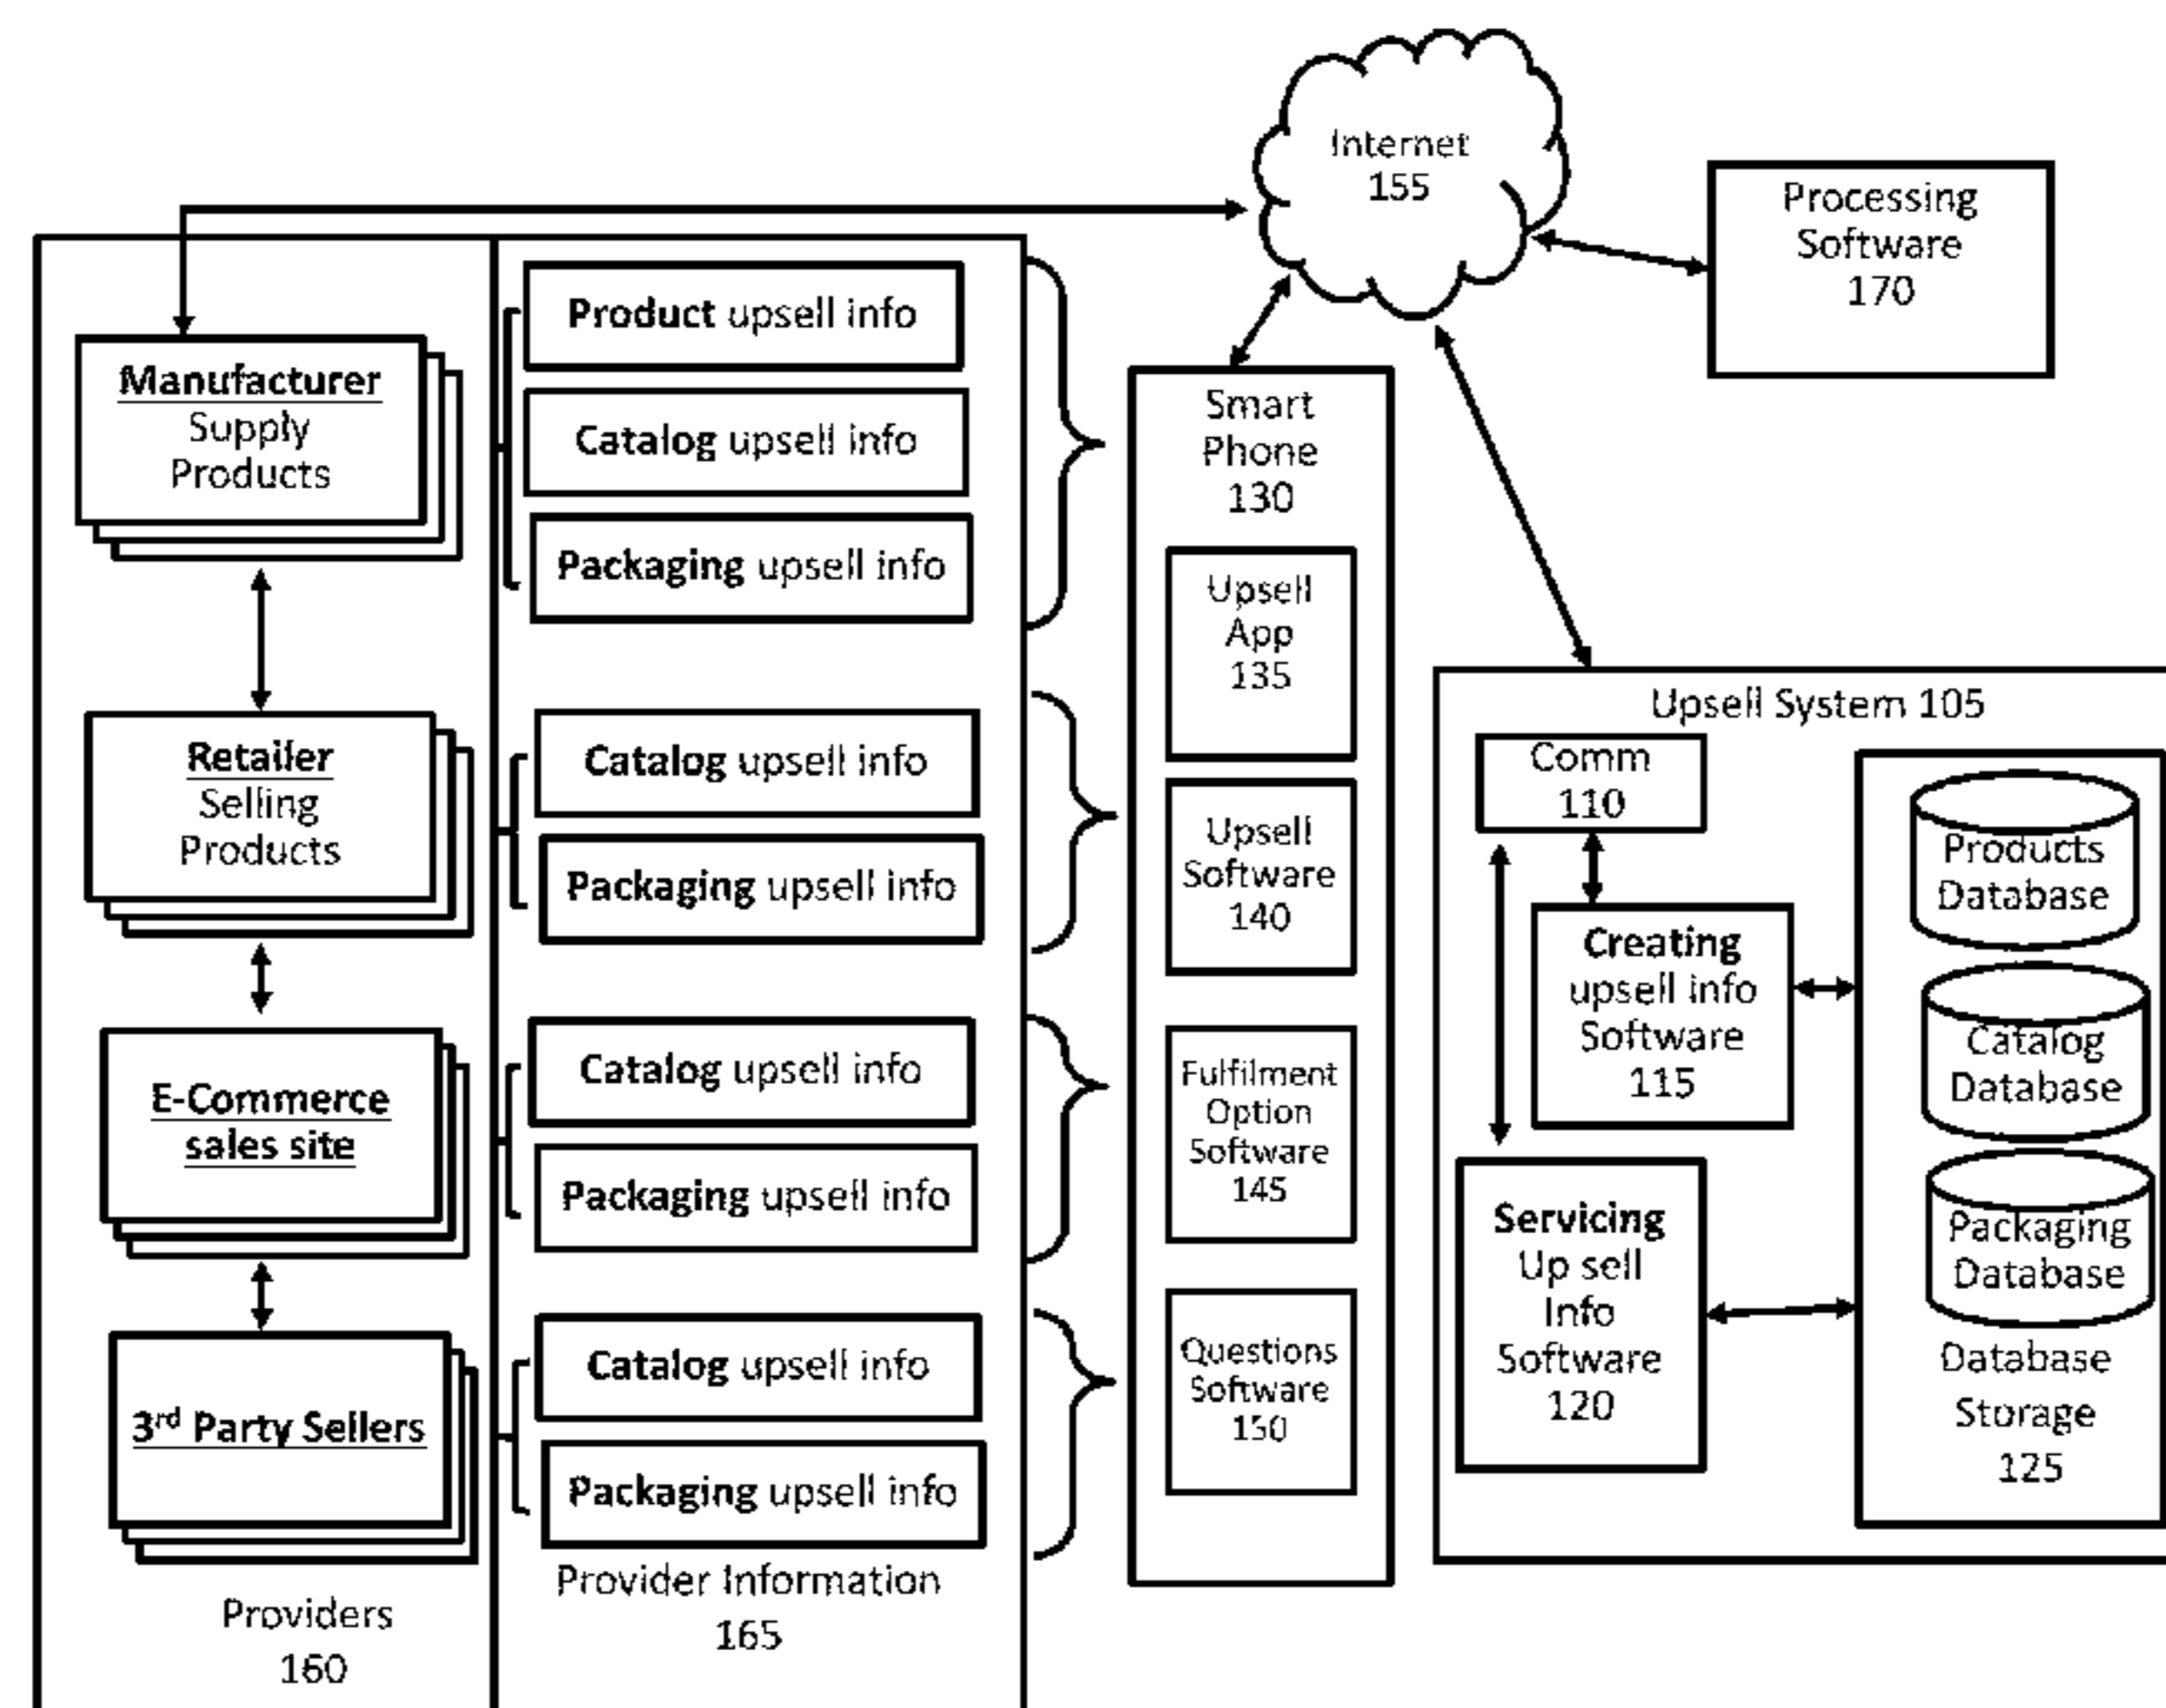 Internet
155
Processing
Software
170
Manufacturer
Supply
Products
Retailer
Selling
Products
E-Commerce
sales site
3rd Party Sellers
Providers
160
Product upsell info
Catalog upsell info
Packaging upsell info
Catalog upsell info
Packaging upsell info
Catalog upsell info
Packaging upsell info
Catalog upsell info
Packaging upsell info
Provider Information
165
Smart
Phone
130
Upsell
App
135
Upsell
Software
140
Fulfilment
Option
Software
145
Questions
Software
150
Upsell System 105
Comm
110
Creating
upsell info
Software
115
Servicing
Up sell
Info
Software
120
Products
Database
Catalog
Database
Packaging
Database
Database
Storage
125